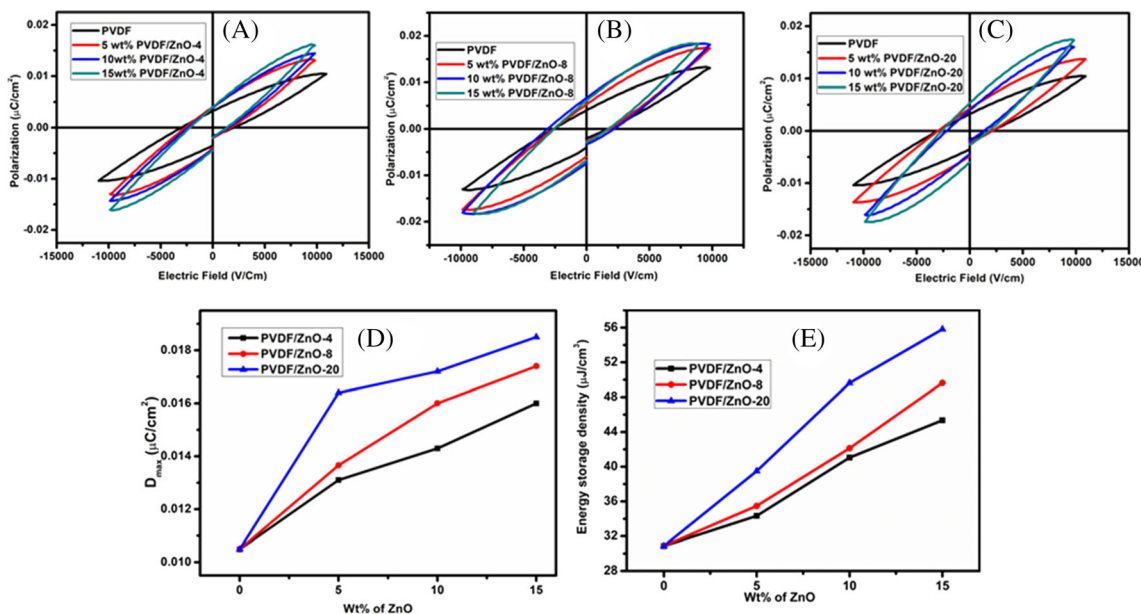 (A)
PVDF
5 wt% PVDF/ZnO-4
10wt% PVDF/ZnO-4
15wt% PVDF/ZnO-4
Polarization (μC/cm²)
0.02
0.01
0.00
-0.01
-0.02
-15000 -10000 -5000 0 5000 10000 15000
Electric Field (V/Cm)
(B)
PVDF
5 wt% PVDF/ZnO-8
10 wt% PVDF/ZnO-8
15 wt% PVDF/ZnO-8
Polarization (μC/cm²)
0.02
0.01
0.00
-0.01
-0.02
-10000 -5000 0 5000 10000
Electric Field (V/cm)
(C)
PVDF
5 wt% PVDF/ZnO-20
10 wt% PVDF/ZnO-20
15 wt% PVDF/ZnO-20
Polarization (μC/cm²)
0.02
0.01
0.00
-0.01
-0.02
-15000 -10000 -5000 0 5000 10000 15000
Electric Field (V/cm)
(D)
PVDF/ZnO-4
PVDF/ZnO-8
PVDF/ZnO-20
Dmax (μC/cm²)
0.018
0.016
0.014
0.012
0.010
0 5 10 15
Wt% of ZnO
(E)
PVDF/ZnO-4
PVDF/ZnO-8
PVDF/ZnO-20
Energy storage density (μJ/cm³)
56
52
48
44
40
36
32
28
0 5 10 15
Wt% of ZnO